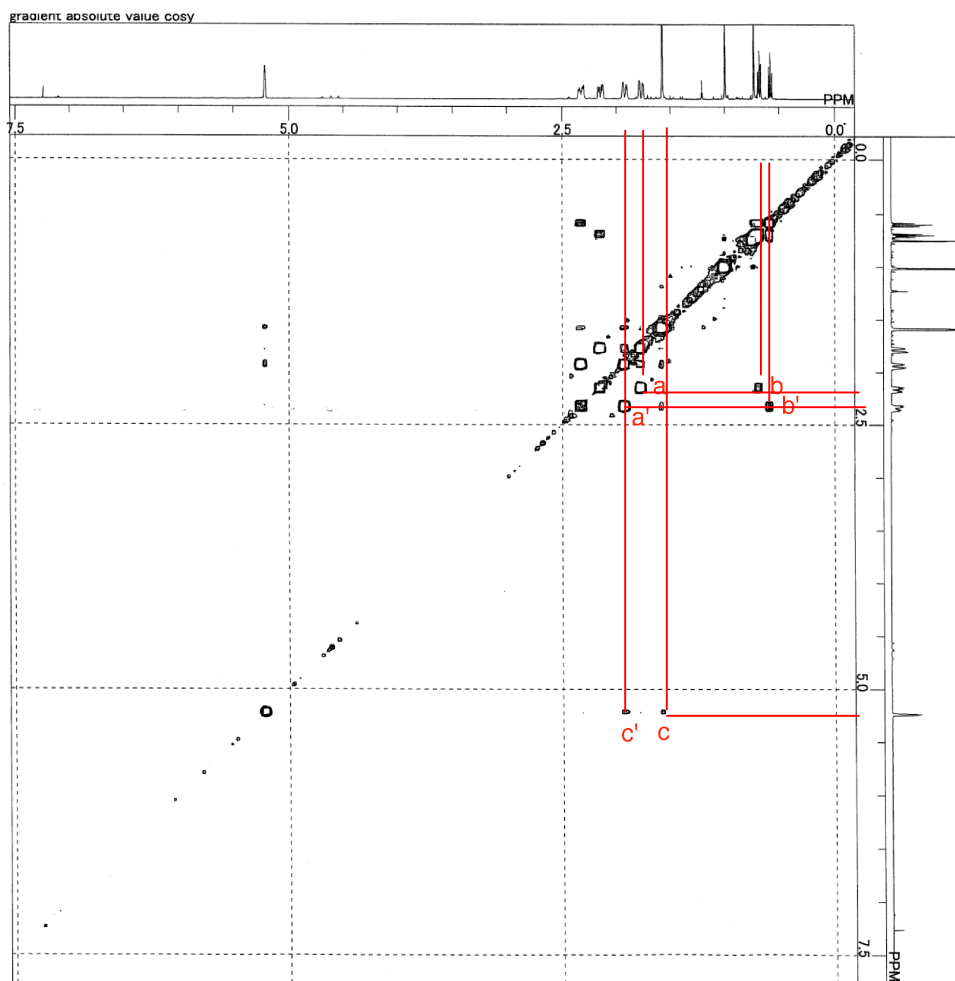 gradient absolute value cosy
PPM
7.5 5.0 2.5 0.0
0.0
a b
a' b'
2.5
5.0
c' c
7.5
PPM